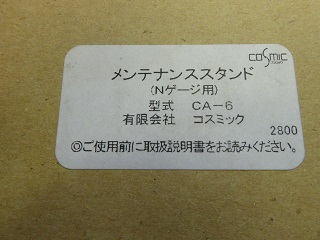 cosmic
メンテナンススタンド
(Nゲージ用)
型式 CA-6
有限会社 コスミック
2800
◎ご使用前に取扱説明書をお読みください。